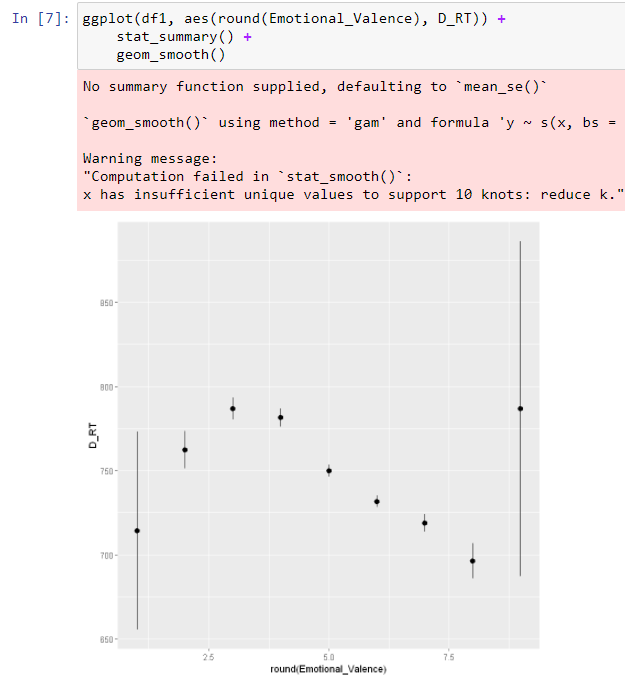 In [7]: ggplot(df1, aes(round(Emotional_Valence), D_RT)) +
stat_summary() +
geom_smooth()
No summary function supplied, defaulting to `mean_se()`
`geom_smooth()` using method = 'gam' and formula 'y ~ s(x, bs =
Warning message:
"Computation failed in `stat_smooth()`:
x has insufficient unique values to support 10 knots: reduce k."
850
800
D_RT
750
700
650
2.5 5.0 7.5
round(Emotional_Valence)